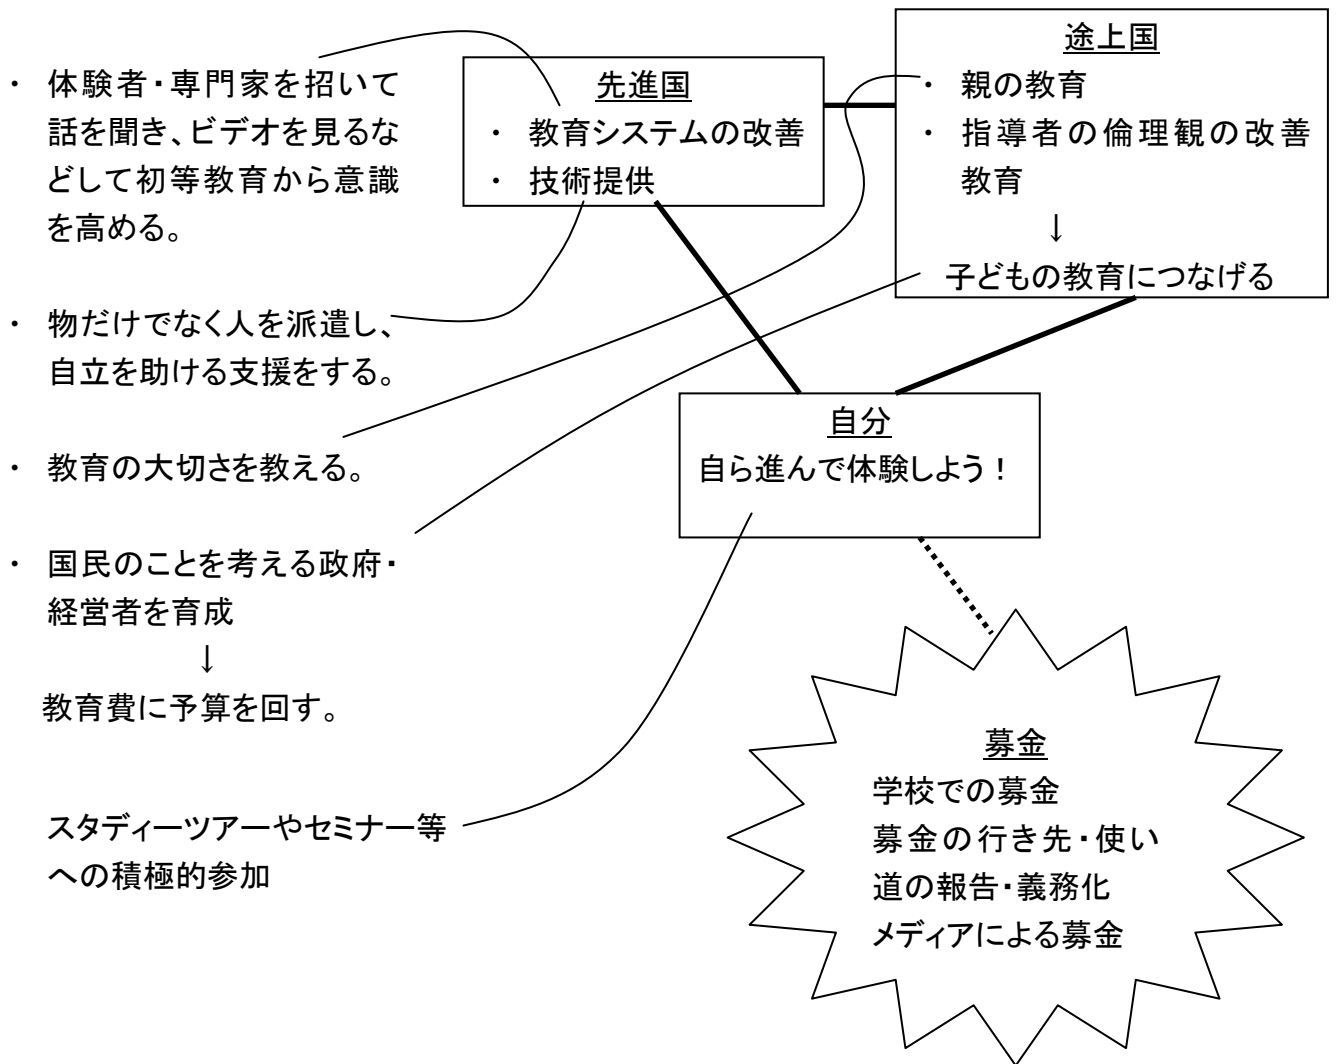 ・ 体験者・専門家を招いて
話を聞き、ビデオを見るな
どして初等教育から意識
を高める。
・ 物だけでなく人を派遣し、
自立を助ける支援をする。
・ 教育の大切さを教える。
・ 国民のことを考える政府・
経営者を育成
↓
教育費に予算を回す。
スタディーツアーやセミナー等
への積極的参加
先進国
・ 教育システムの改善
・ 技術提供
途上国
・ 親の教育
・ 指導者の倫理観の改善
教育
↓
子どもの教育につなげる
自分
自ら進んで体験しよう！
募金
学校での募金
募金の行き先・使い
道の報告・義務化
メディアによる募金